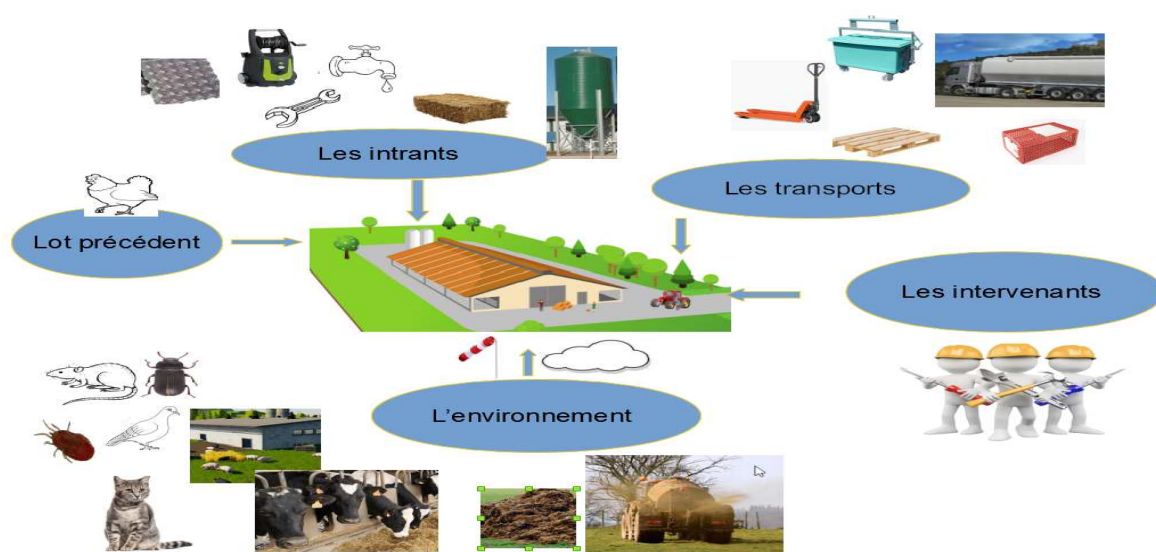 Les intrants
Les transports
Lot précédent
Les intervenants
L'environnement